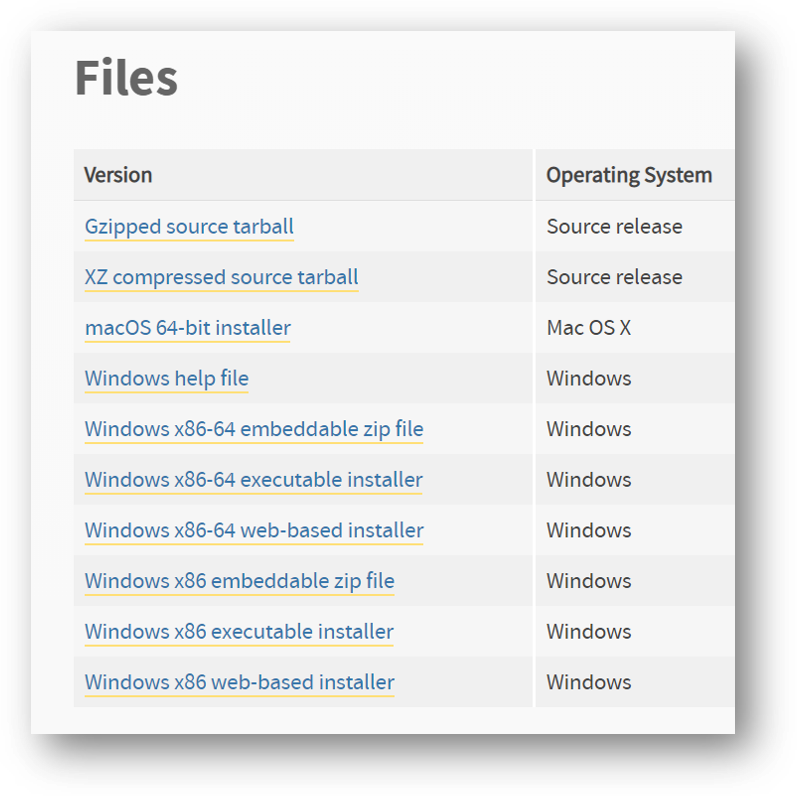 Files
Version Operating System
Gzipped source tarball Source release
XZ compressed source tarball Source release
macOS 64-bit installer Mac OS X
Windows help file Windows
Windows x86-64 embeddable zip file Windows
Windows x86-64 executable installer Windows
Windows x86-64 web-based installer Windows
Windows x86 embeddable zip file Windows
Windows x86 executable installer Windows
Windows x86 web-based installer Windows